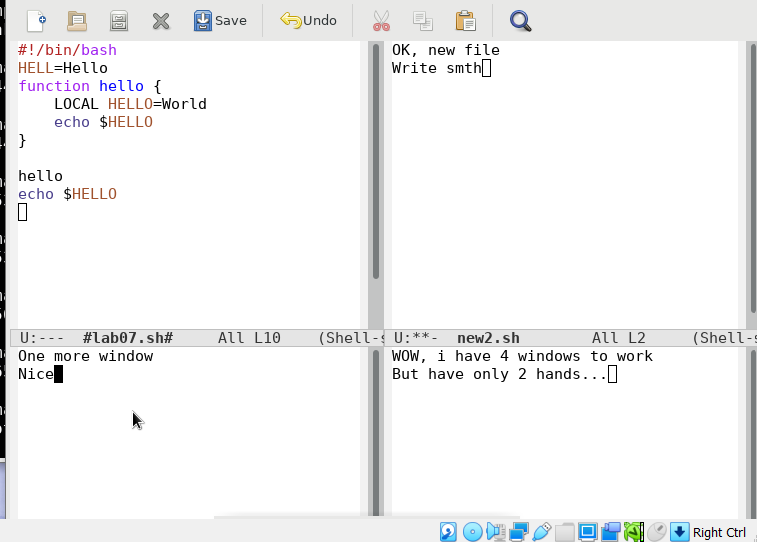 Save Undo
#!/bin/bash
HELL=Hello
function hello {
    LOCAL HELLO=World
    echo $HELLO
}
hello
echo $HELLO
U:--- #lab07.sh# All L10 (Shell-s
OK, new file
Write smth
U:**- new2.sh All L2 (Shell-s
One more window
Nice
WOW, i have 4 windows to work
But have only 2 hands...
Right Ctrl